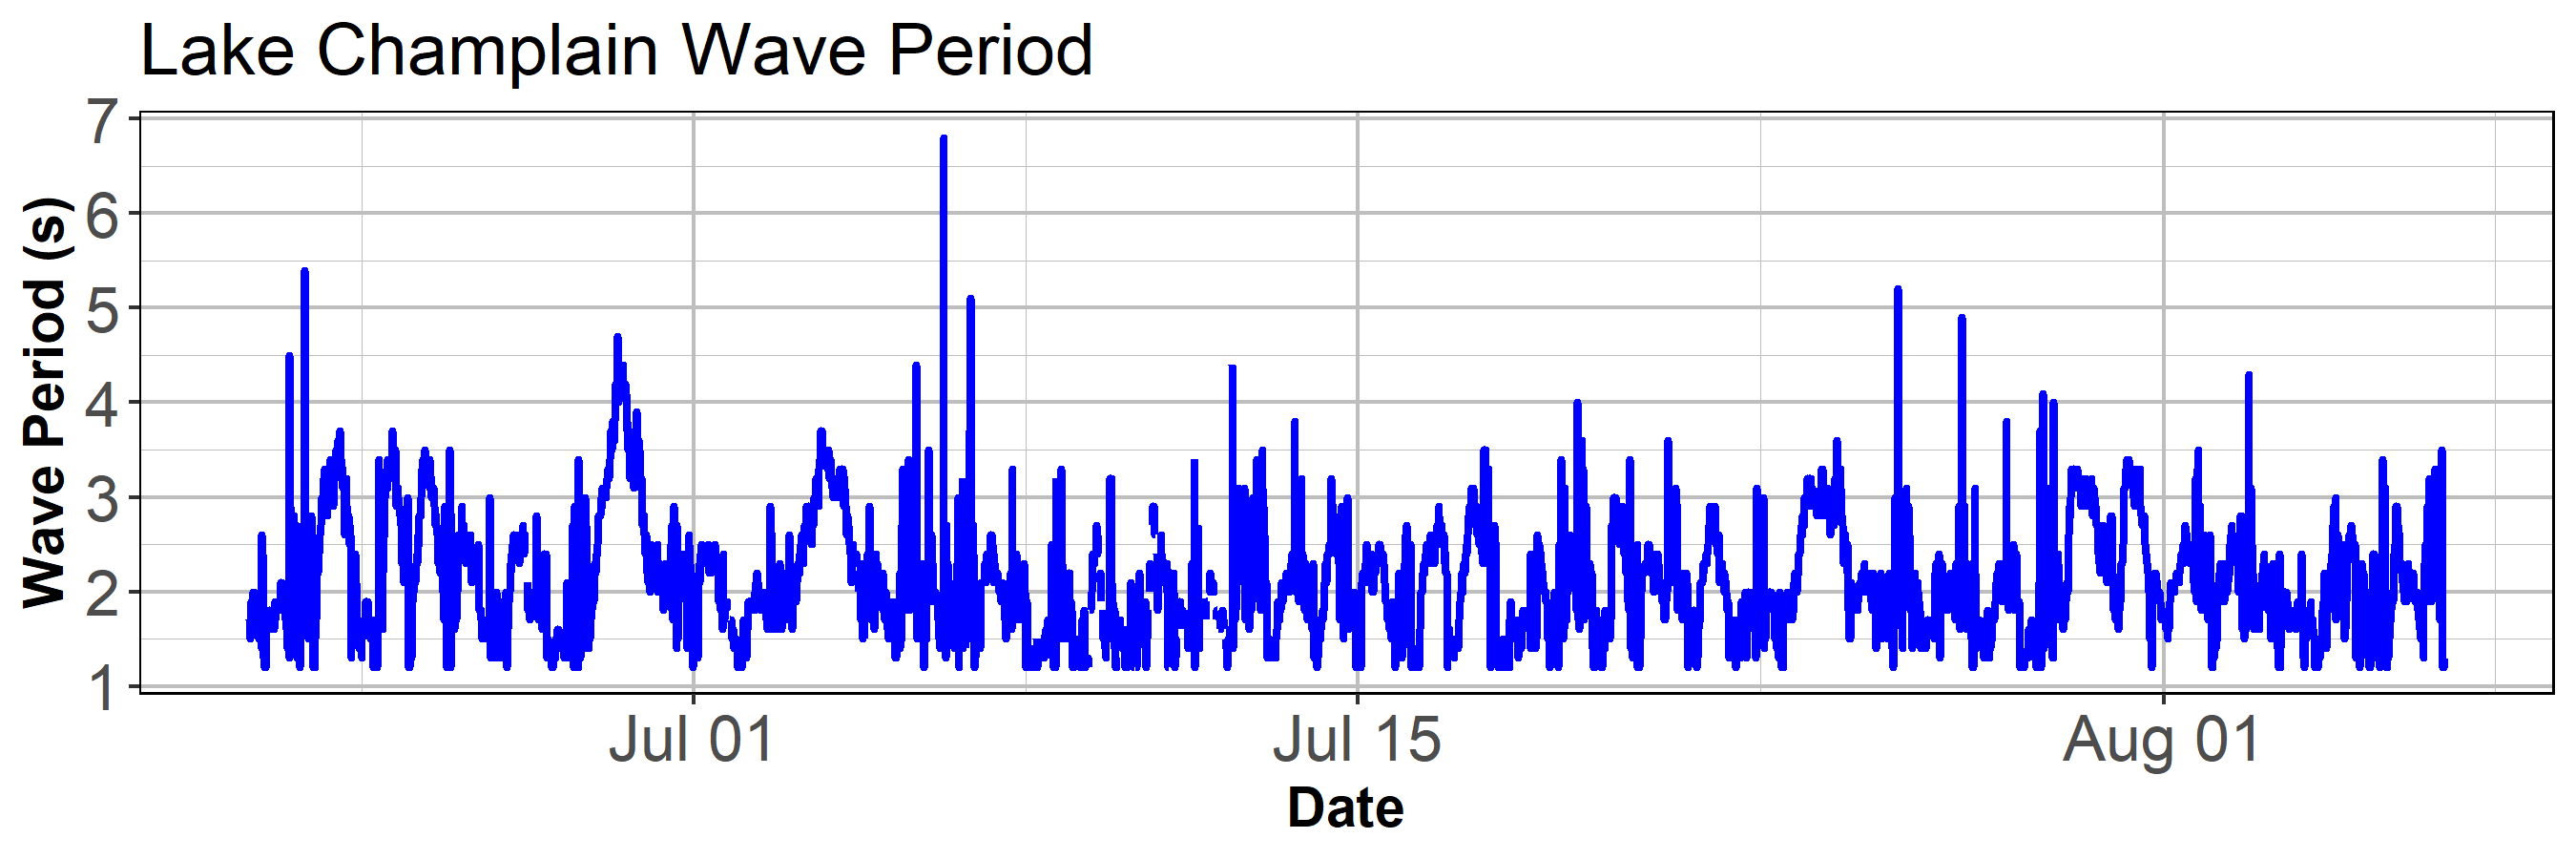 Lake Champlain Wave Period
Wave Period (s)
7
6
5
4
3
2
1
Jul 01
Jul 15
Aug 01
Date